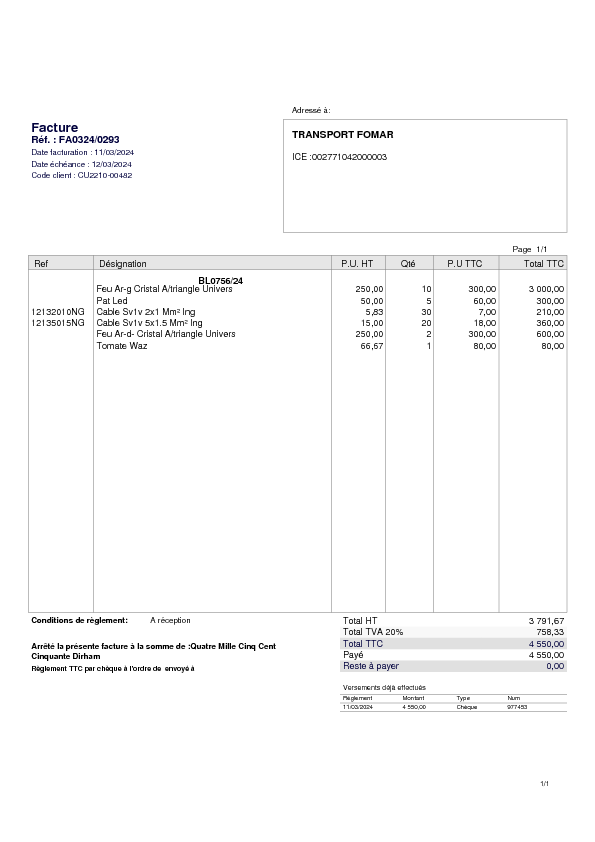 Adressé à:
Facture
Réf. : FA0324/0293
Date facturation : 11/03/2024
Date échéance : 12/03/2024
Code client : CU2210-00482
TRANSPORT FOMAR
ICE :002771042000003
Page 1/1
Ref Désignation P.U. HT Qté P.U TTC Total TTC
BL0756/24
Feu Ar-g Cristal A/triangle Univers 250,00 10 300,00 3 000,00
Pat Led 50,00 5 60,00 300,00
12132010NG Cable Sv1v 2x1 Mm² Ing 5,83 30 7,00 210,00
12135015NG Cable Sv1v 5x1.5 Mm² Ing 15,00 20 18,00 360,00
Feu Ar-d- Cristal A/triangle Univers 250,00 2 300,00 600,00
Tomate Waz 66,67 1 80,00 80,00
Conditions de règlement: A réception
Total HT 3 791,67
Total TVA 20% 758,33
Total TTC 4 550,00
Payé 4 550,00
Reste à payer 0,00
Arrêté la présente facture à la somme de :Quatre Mille Cinq Cent
Cinquante Dirham
Règlement TTC par chèque à l'ordre de envoyé à
Versements déjà effectués
Règlement Montant Type Num
11/03/2024 4 550,00 Chèque 977453
1/1